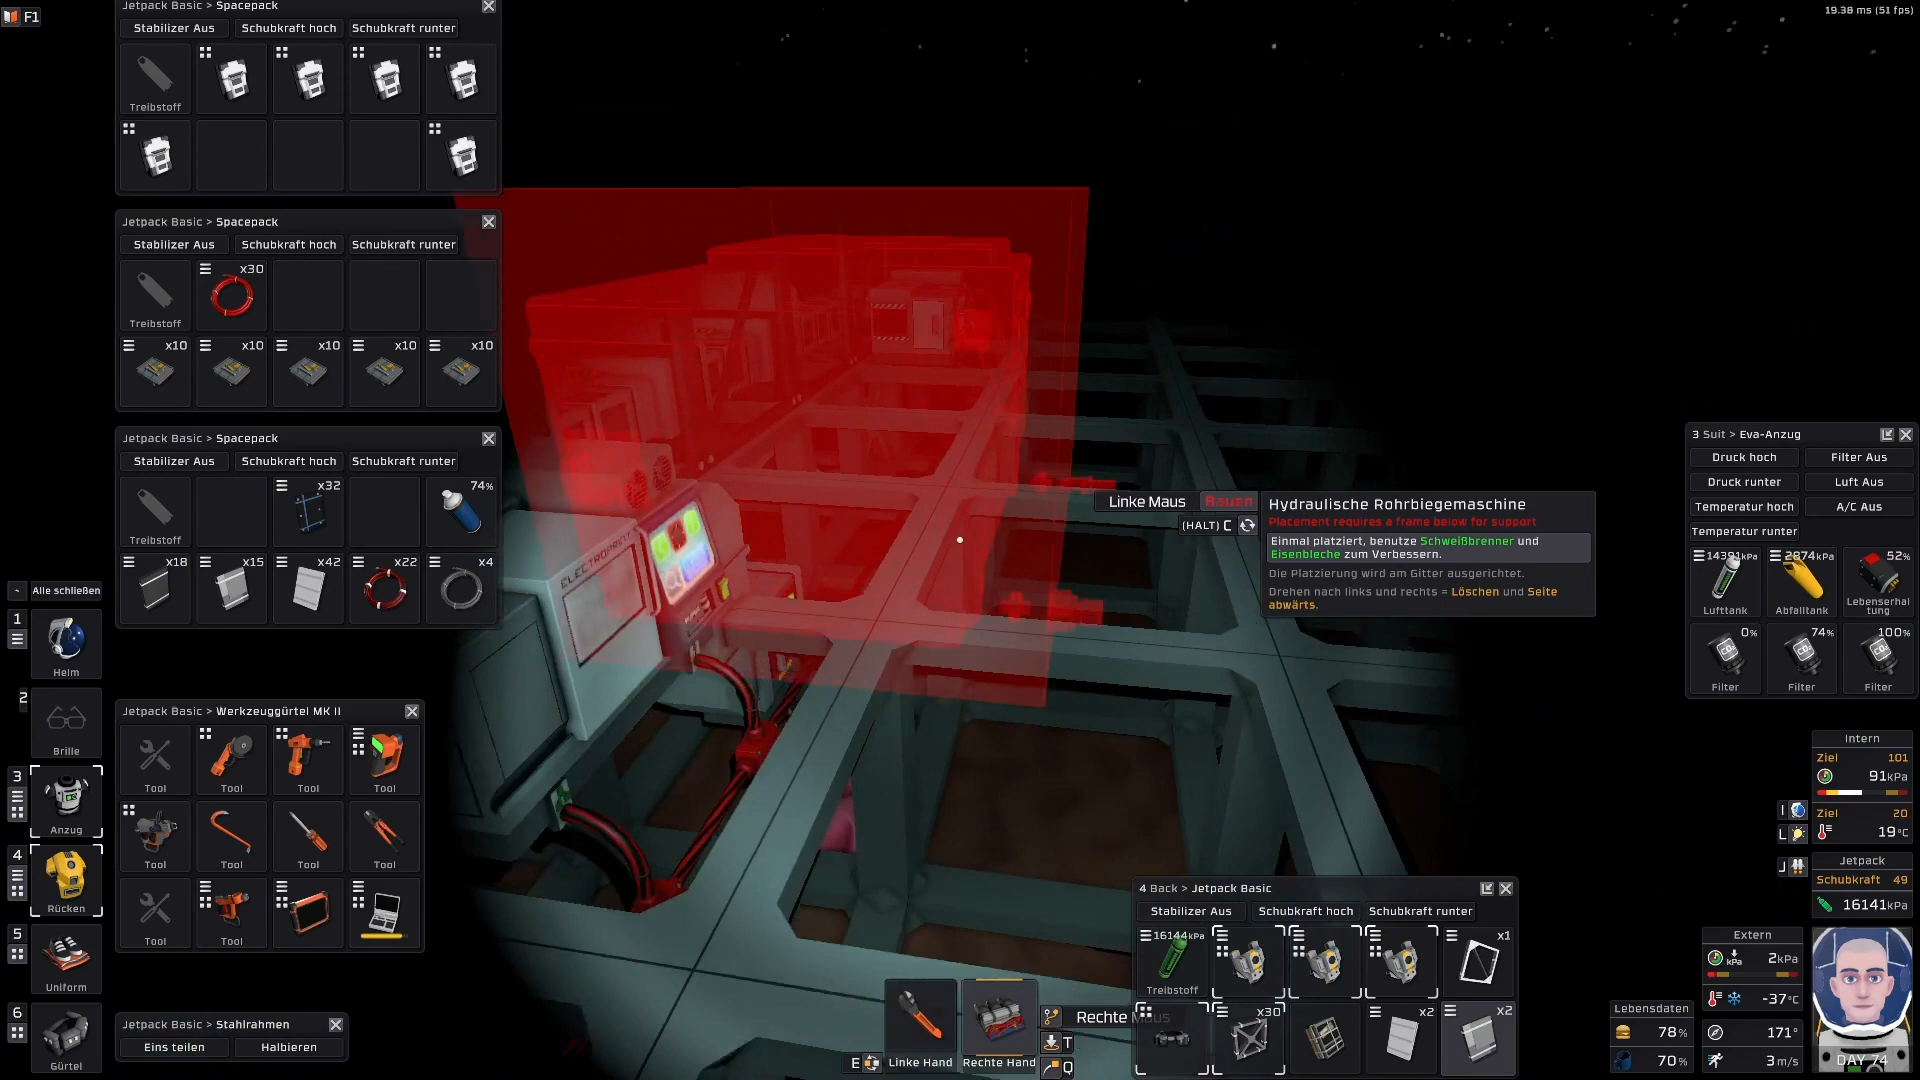 F1
19.38 ms (51 fps)
Jetpack Basic > Spacepack
Stabilizer Aus
Schubkraft hoch
Schubkraft runter
Treibstoff
Jetpack Basic > Spacepack
Stabilizer Aus
Schubkraft hoch
Schubkraft runter
x30
Treibstoff
x10
x10
x10
x10
x10
Jetpack Basic > Spacepack
Stabilizer Aus
Schubkraft hoch
Schubkraft runter
x32
74%
Treibstoff
x18
x15
x42
x22
x4
~
Alle schließen
1
Helm
2
Brille
3
Anzug
4
Rücken
5
Uniform
6
Gürtel
Jetpack Basic > Werkzeuggürtel MK II
Tool
Tool
Tool
Tool
Tool
Tool
Tool
Tool
Tool
Tool
Jetpack Basic > Stahlrahmen
Eins teilen
Halbieren
ELECTROPRINT
Linke Maus
Bauen
(HALT) C
Hydraulische Rohrbiegemaschine
Placement requires a frame below for support
Einmal platziert, benutze Schweißbrenner und
Eisenbleche zum Verbessern.
Die Platzierung wird am Gitter ausgerichtet.
Drehen nach links und rechts = Löschen und Seite
abwärts.
E
Linke Hand
Rechte Hand
Rechte Maus
T
Q
4 Back > Jetpack Basic
Stabilizer Aus
Schubkraft hoch
Schubkraft runter
16144kPa
Treibstoff
x1
x30
x2
x2
3 Suit > Eva-Anzug
Druck hoch
Filter Aus
Druck runter
Luft Aus
Temperatur hoch
A/C Aus
Temperatur runter
14391kPa
Lufttank
2874kPa
Abfalltank
52%
Lebenserhal
tung
0%
Filter
74%
Filter
100%
Filter
Intern
Ziel 101
91kPa
Ziel 20
19°C
I
L
J
Jetpack
Schubkraft 49
16141kPa
Extern
kPa
2kPa
-37°C
171°
3m/s
Lebensdaten
78%
70%
DAY 74